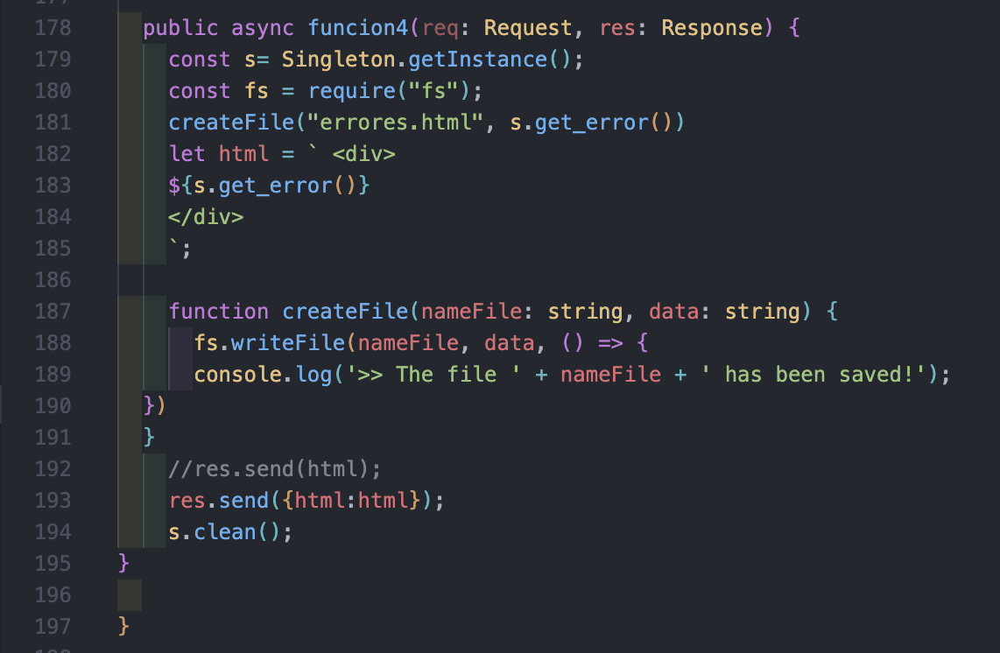 178 public async funcion4(req: Request, res: Response) {
179 const s= Singleton.getInstance();
180 const fs = require("fs");
181 createFile("errores.html", s.get_error())
182 let html = ` <div>
183 ${s.get_error()}
184 </div>
185 `;
186
187 function createFile(nameFile: string, data: string) {
188 fs.writeFile(nameFile, data, () => {
189 console.log('>> The file ' + nameFile + ' has been saved!');
190 })
191 }
192 //res.send(html);
193 res.send({html:html});
194 s.clean();
195 }
196
197 }